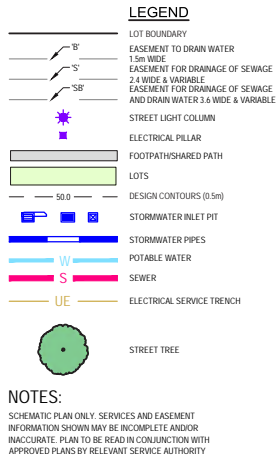 LEGEND
LOT BOUNDARY
'B' EASEMENT TO DRAIN WATER
1.5m WIDE
'S' EASEMENT FOR DRAINAGE OF SEWAGE
2.4 WIDE & VARIABLE
'SB' EASEMENT FOR DRAINAGE OF SEWAGE
AND DRAIN WATER 3.6 WIDE & VARIABLE
STREET LIGHT COLUMN
ELECTRICAL PILLAR
FOOTPATH/SHARED PATH
LOTS
50.0 DESIGN CONTOURS (0.5m)
STORMWATER INLET PIT
STORMWATER PIPES
W POTABLE WATER
S SEWER
UE ELECTRICAL SERVICE TRENCH
STREET TREE
NOTES:
SCHEMATIC PLAN ONLY. SERVICES AND EASEMENT
INFORMATION SHOWN MAY BE INCOMPLETE AND/OR
INACCURATE. PLAN TO BE READ IN CONJUNCTION WITH
APPROVED PLANS BY RELEVANT SERVICE AUTHORITY